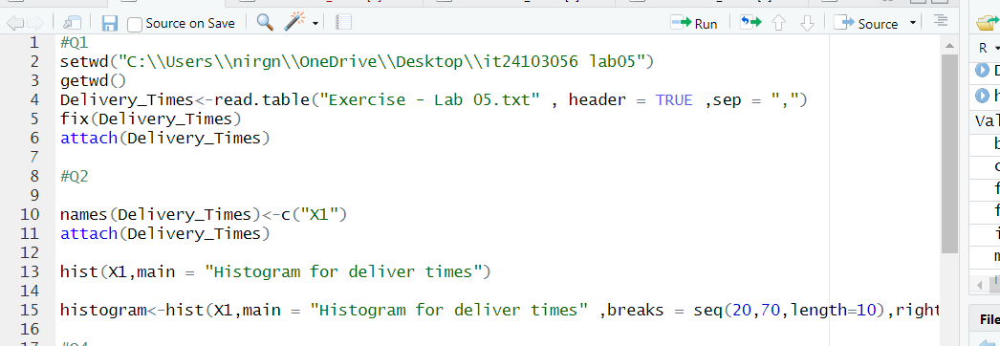 Source on Save
Run
Source
1 #Q1
2 setwd("C:\\Users\\nirgn\\OneDrive\\Desktop\\it24103056 lab05")
3 getwd()
4 Delivery_Times<-read.table("Exercise - Lab 05.txt" , header = TRUE ,sep = ",")
5 fix(Delivery_Times)
6 attach(Delivery_Times)
7
8 #Q2
9
10 names(Delivery_Times)<-c("X1")
11 attach(Delivery_Times)
12
13 hist(X1,main = "Histogram for deliver times")
14
15 histogram<-hist(X1,main = "Histogram for deliver times" ,breaks = seq(20,70,length=10),right
16
R
Val
File